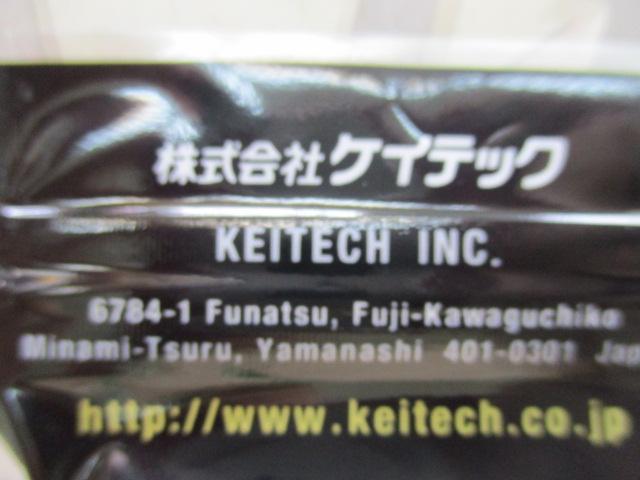 株式会社ケイテック
KEITECH INC.
6784-1 Funatsu, Fuji-Kawaguchiko
Minami-Tsuru, Yamanashi 401-0301 Jap
http://www.keitech.co.jp